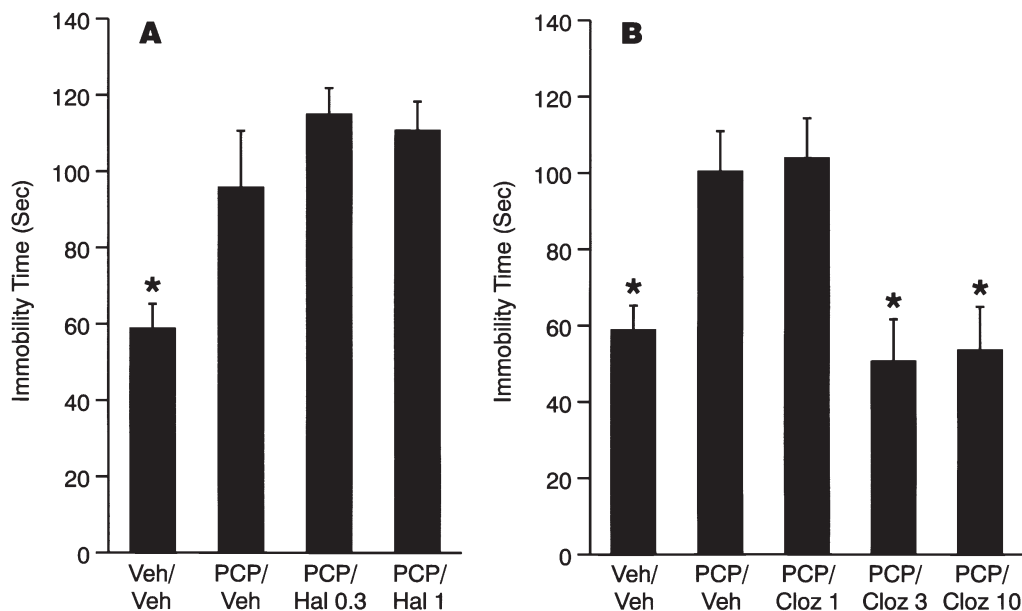 A
Immobility Time (Sec)
140
120
100
80
60
40
20
0
*
Veh/
Veh
PCP/
Veh
PCP/
Hal 0.3
PCP/
Hal 1
B
Immobility Time (Sec)
140
120
100
80
60
40
20
0
*
*
*
Veh/
Veh
PCP/
Veh
PCP/
Cloz 1
PCP/
Cloz 3
PCP/
Cloz 10